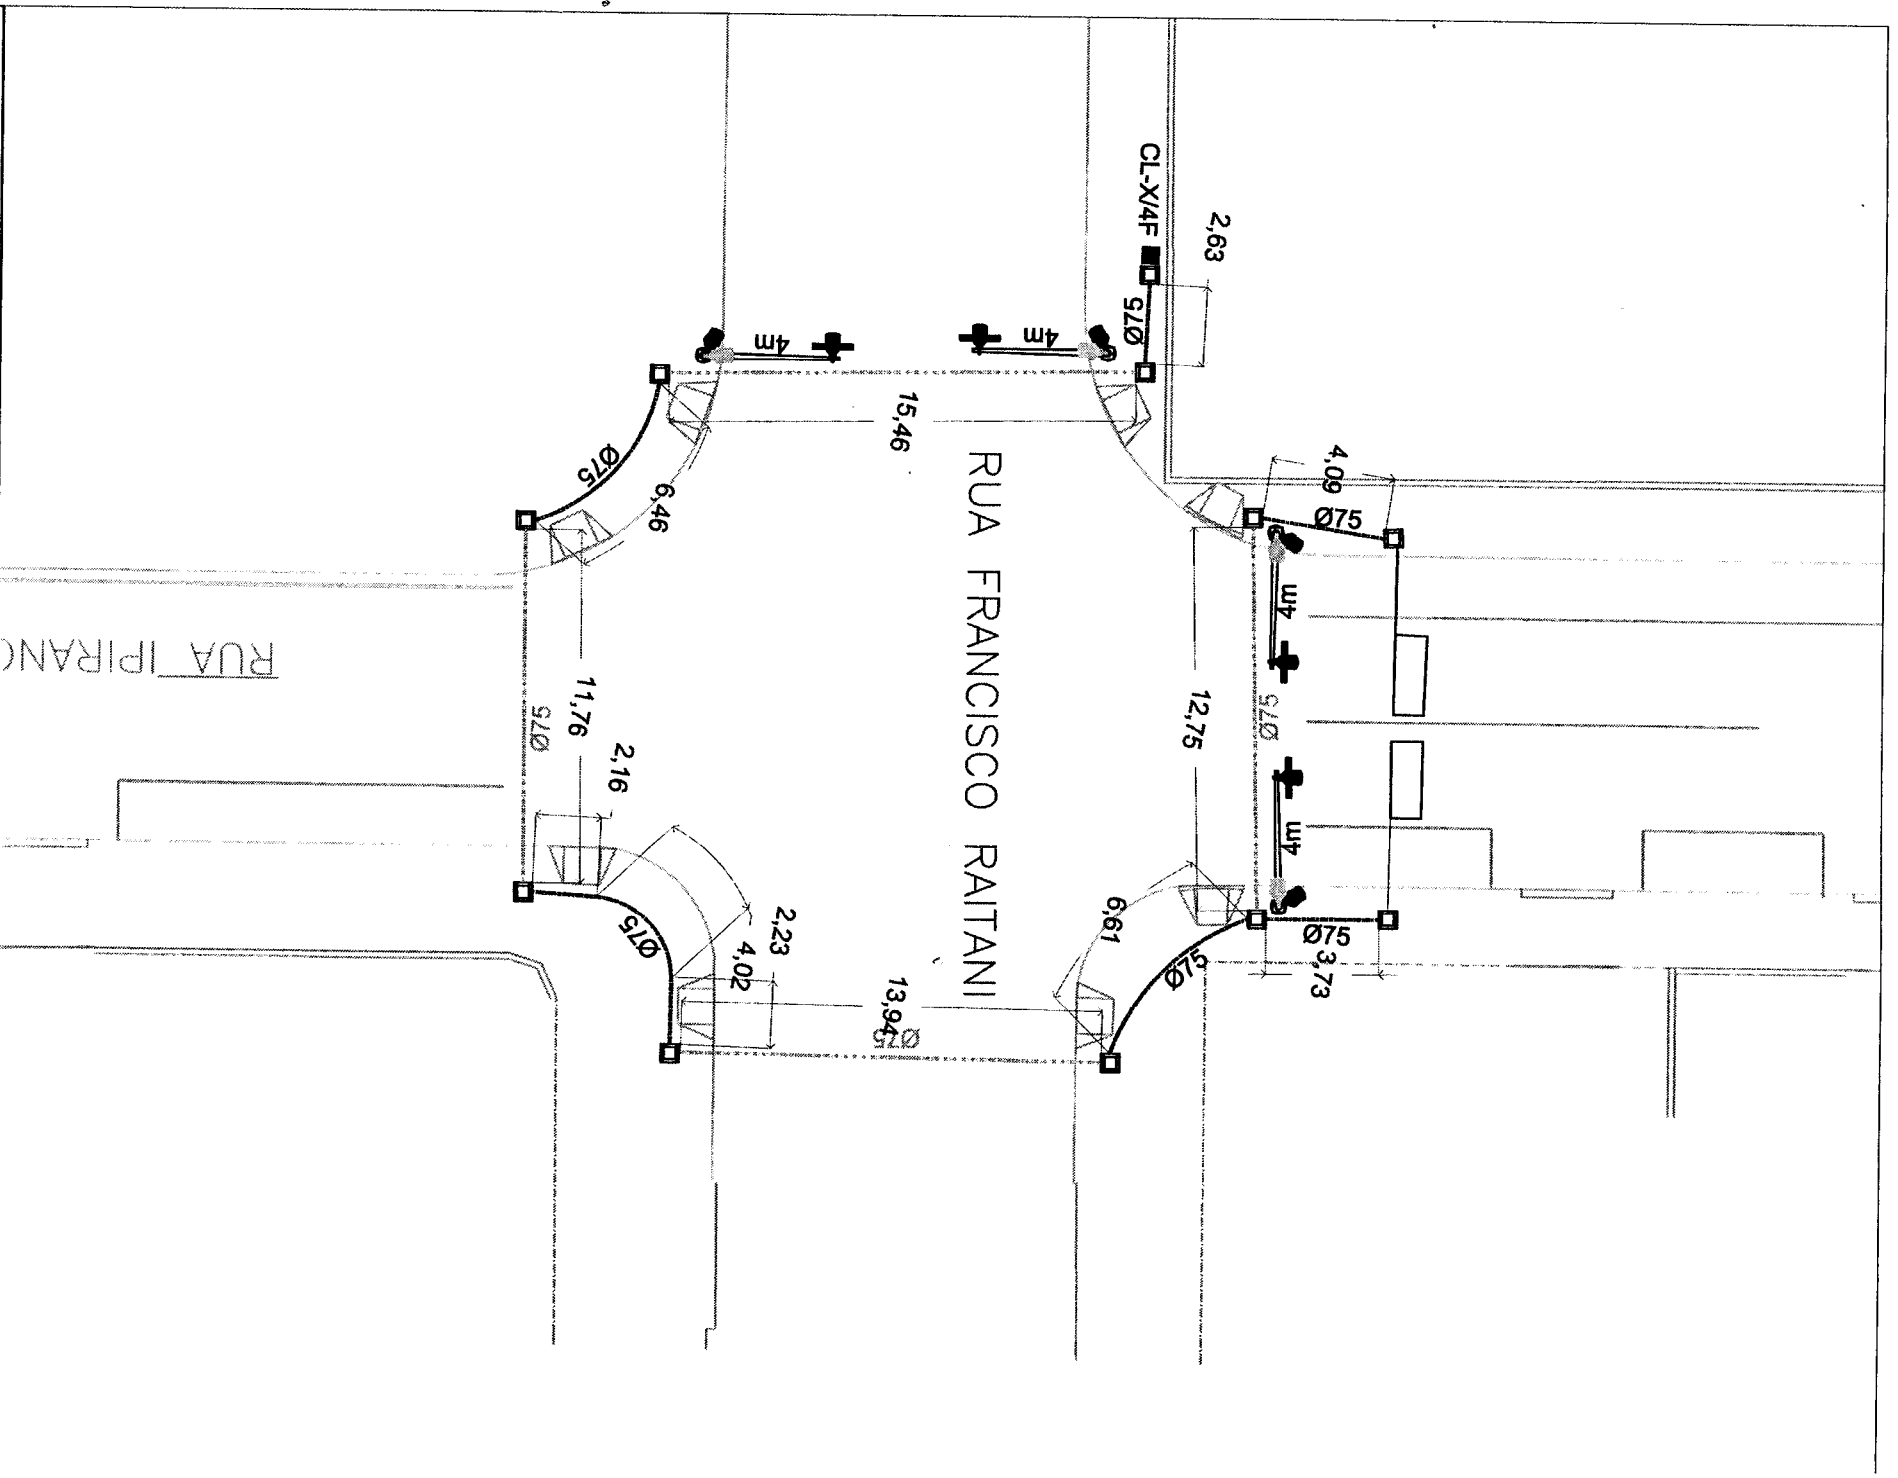 CL-X/4F
2,63
Ø75
4m
4m
15,46
Ø75
6,46
4,09
Ø75
4m
12,75
Ø75
4m
RUA FRANCISCO RAITANI
RUA IPIRANG
11,76
Ø75
2,16
Ø75
4,02
2,23
13,94
Ø75
6,61
Ø75
Ø75
3,73